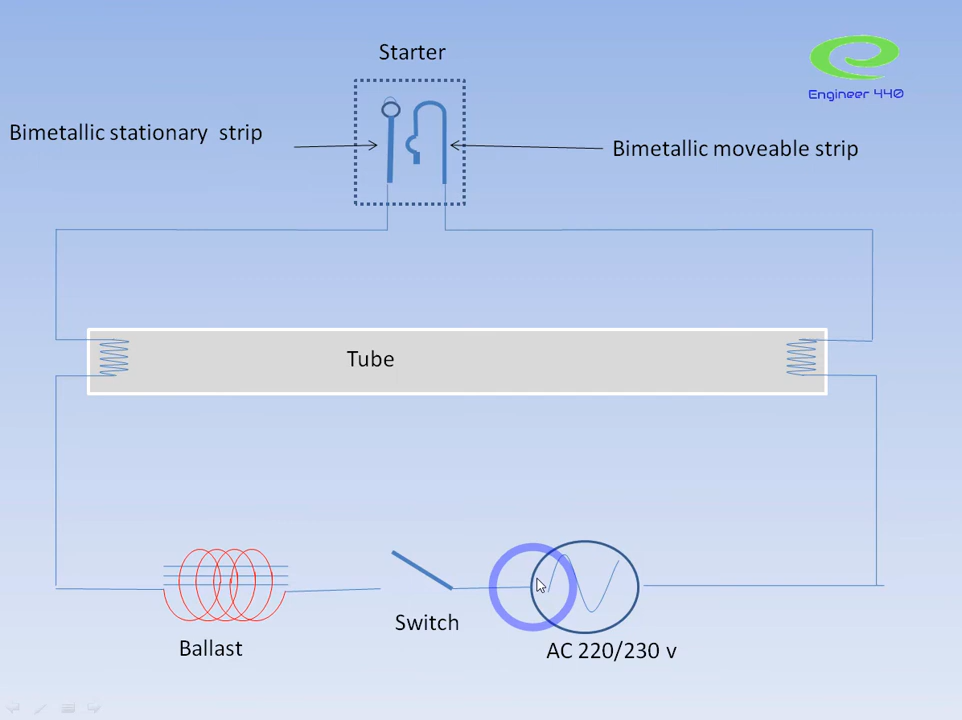 Starter
Engineer 440
Bimetallic stationary strip
Bimetallic moveable strip
Tube
Switch
Ballast
AC 220/230 v